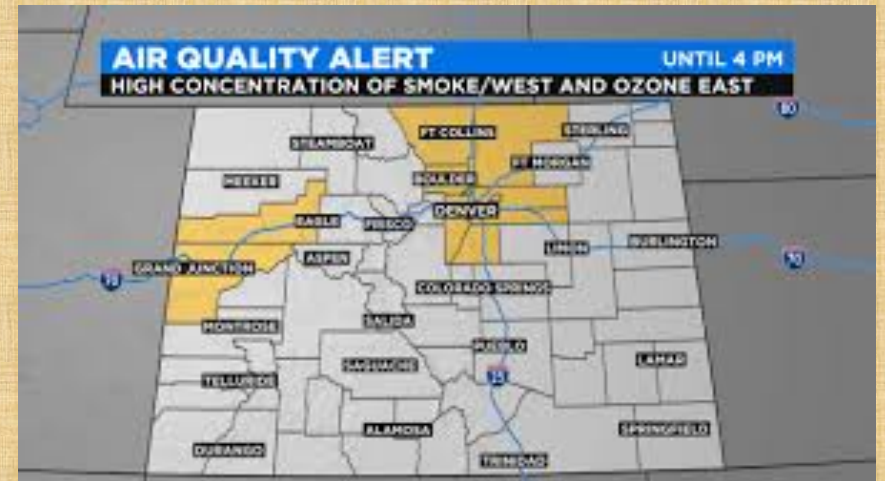 AIR QUALITY ALERT UNTIL 4 PM
HIGH CONCENTRATION OF SMOKE/WEST AND OZONE EAST
80
FT COLLINS STERLING
STEAMBOAT
FT MORGAN
MEEKER BOULDER
DENVER
EAGLE FRISCO
LIMON BURLINGTON
ASPEN 70
GRAND JUNCTION
70
COLORADO SPRINGS
MONTROSE SALIDA
PUEBLO
SAGUACHE LAMAR
TELLURIDE 25
ALAMOSA SPRINGFIELD
DURANGO
TRINIDAD